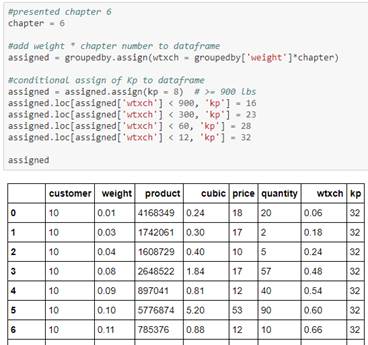 #presented chapter 6
chapter = 6
#add weight * chapter number to dataframe
assigned = groupedby.assign(wtxch = groupedby['weight']*chapter)
#conditional assign of Kp to dataframe
assigned = assigned.assign(kp = 8)  # >= 900 lbs
assigned.loc[assigned['wtxch'] < 900, 'kp'] = 16
assigned.loc[assigned['wtxch'] < 300, 'kp'] = 23
assigned.loc[assigned['wtxch'] < 60, 'kp'] = 28
assigned.loc[assigned['wtxch'] < 12, 'kp'] = 32
assigned
customer weight product cubic price quantity wtxch kp
0 10 0.01 4168349 0.24 18 20 0.06 32
1 10 0.03 1742061 0.30 17 2 0.18 32
2 10 0.04 1608729 0.40 10 5 0.24 32
3 10 0.08 2648522 1.84 17 57 0.48 32
4 10 0.09 897041 0.81 12 40 0.54 32
5 10 0.10 5776874 5.20 53 90 0.60 32
6 10 0.11 785376 0.88 12 10 0.66 32